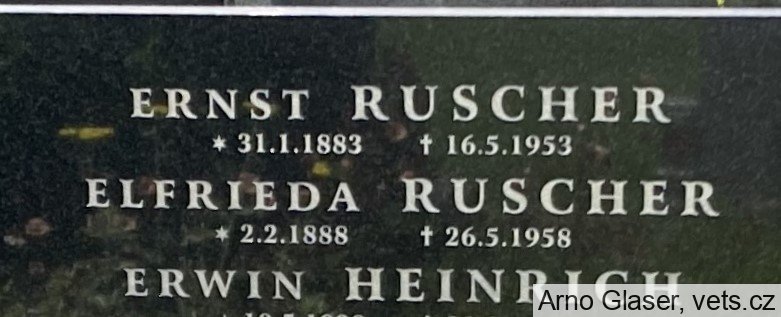 ERNST RUSCHER
* 31.1.1883 † 16.5.1953
ELFRIEDA RUSCHER
* 2.2.1888 † 26.5.1958
ERWIN HEINRICH
Arno Glaser, vets.cz